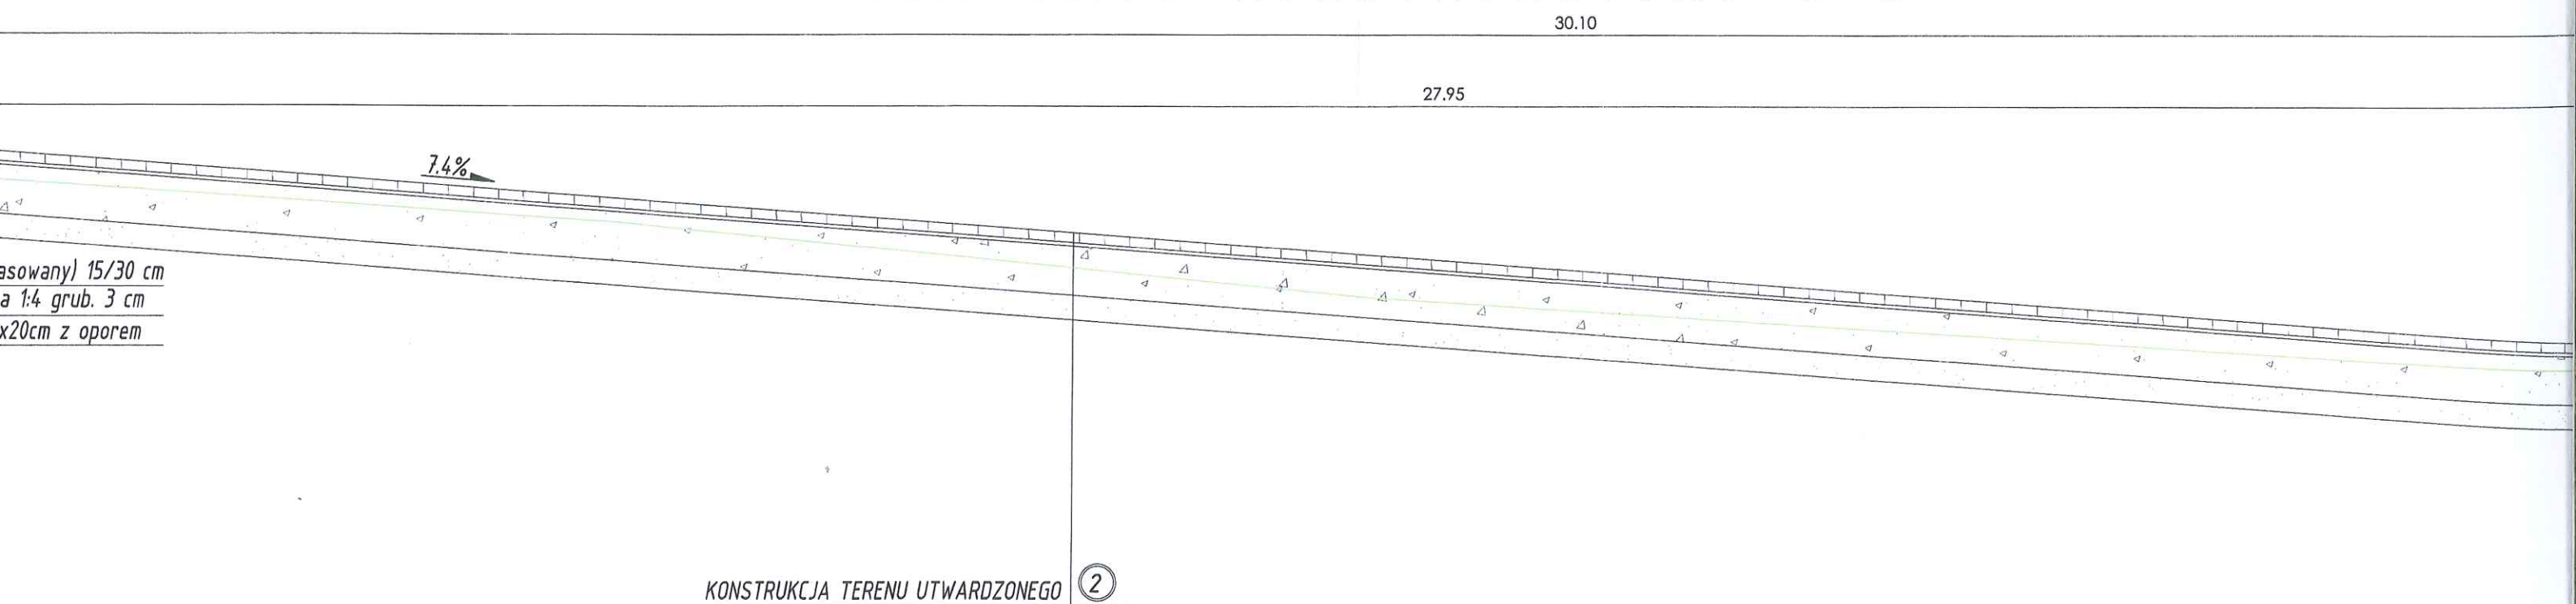 30.10
27.95
7.4%
asowany) 15/30 cm
a 1:4 grub. 3 cm
x20cm z oporem
KONSTRUKCJA TERENU UTWARDZONEGO 2